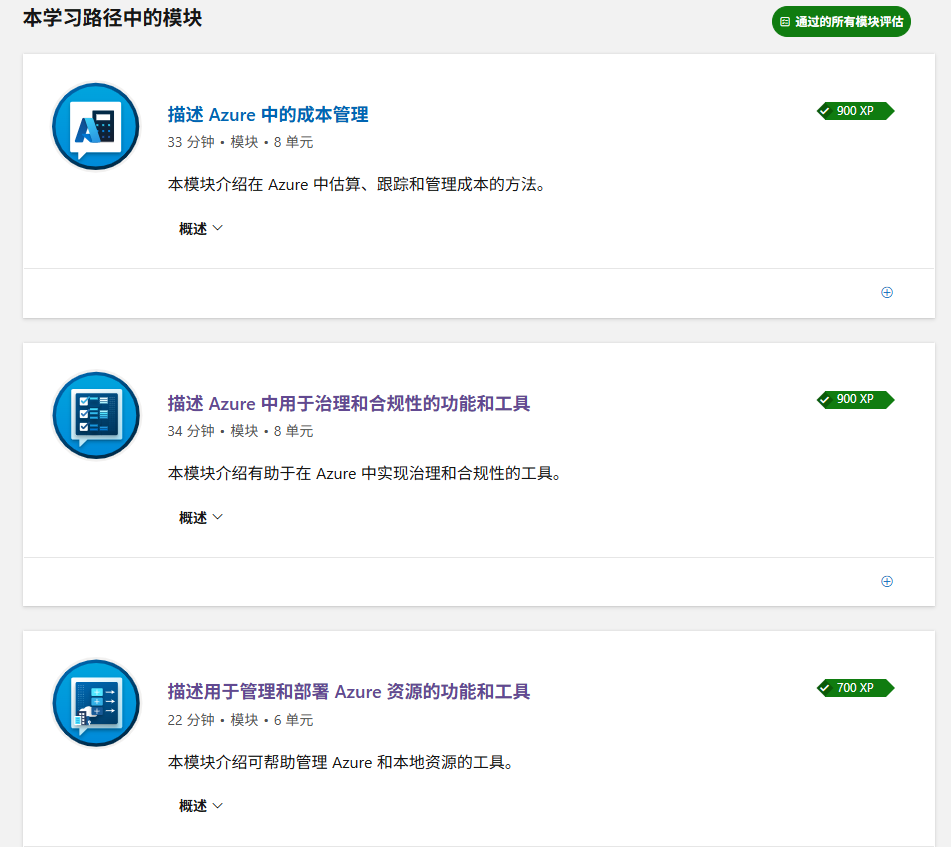 本学习路径中的模块
通过的所有模块评估
描述 Azure 中的成本管理
900 XP
33 分钟 • 模块 • 8 单元
本模块介绍在 Azure 中估算、跟踪和管理成本的方法。
概述
描述 Azure 中用于治理和合规性的功能和工具
900 XP
34 分钟 • 模块 • 8 单元
本模块介绍有助于在 Azure 中实现治理和合规性的工具。
概述
描述用于管理和部署 Azure 资源的功能和工具
700 XP
22 分钟 • 模块 • 6 单元
本模块介绍可帮助管理 Azure 和本地资源的工具。
概述